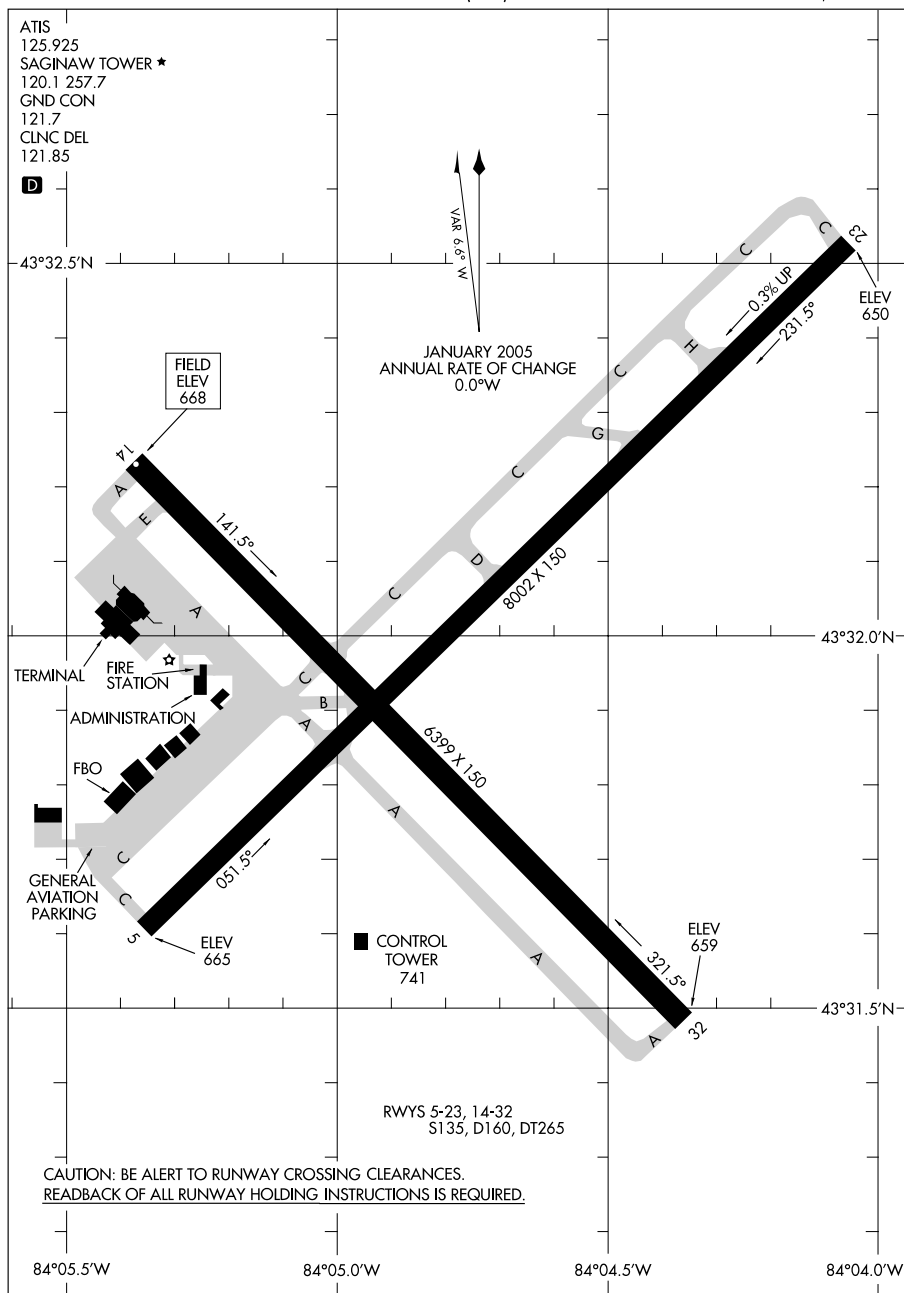 ATIS
125.925
SAGINAW TOWER ★
120.1 257.7
GND CON
121.7
CLNC DEL
121.85
D
VAR 6.6° W
JANUARY 2005
ANNUAL RATE OF CHANGE
0.0°W
43°32.5'N
C
23
C
0.3% UP
231.5°
ELEV
650
H
C
FIELD
ELEV
668
G
14
C
A
E
141.5°
D
8002 X 150
C
A
43°32.0'N
TERMINAL
FIRE
STATION
C
B
ADMINISTRATION
A
6399 X 150
FBO
A
C
051.5°
GENERAL
AVIATION
PARKING
C
5
ELEV
665
CONTROL
TOWER
741
A
ELEV
659
321.5°
43°31.5'N
32
A
RWYS 5-23, 14-32
S135, D160, DT265
CAUTION: BE ALERT TO RUNWAY CROSSING CLEARANCES.
READBACK OF ALL RUNWAY HOLDING INSTRUCTIONS IS REQUIRED.
84°05.5'W
84°05.0'W
84°04.5'W
84°04.0'W